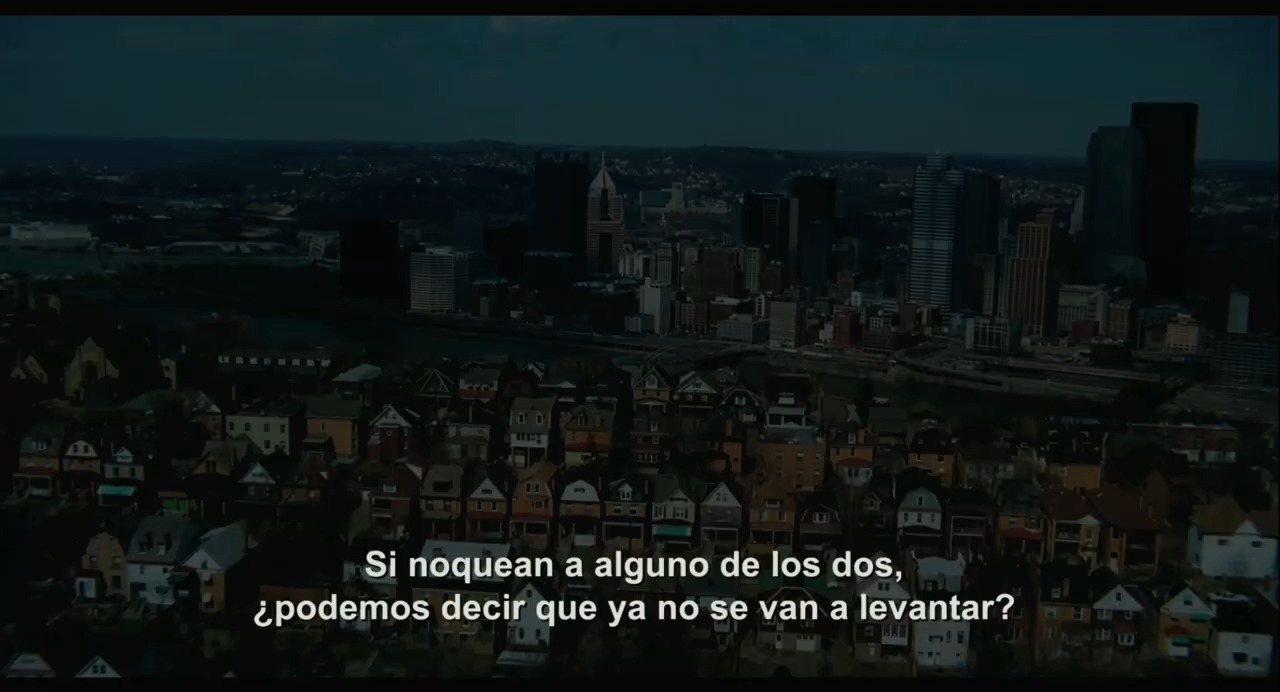 Si noquean a alguno de los dos,
¿podemos decir que ya no se van a levantar?